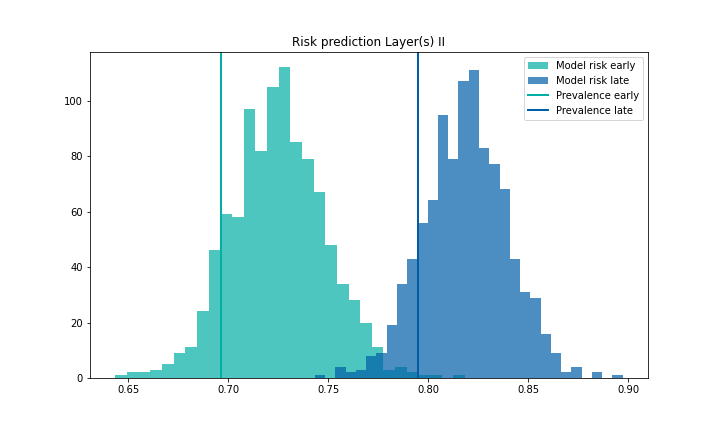 Risk prediction Layer(s) II
Model risk early
Model risk late
Prevalence early
Prevalence late
100
80
60
40
20
0
0.65 0.70 0.75 0.80 0.85 0.90